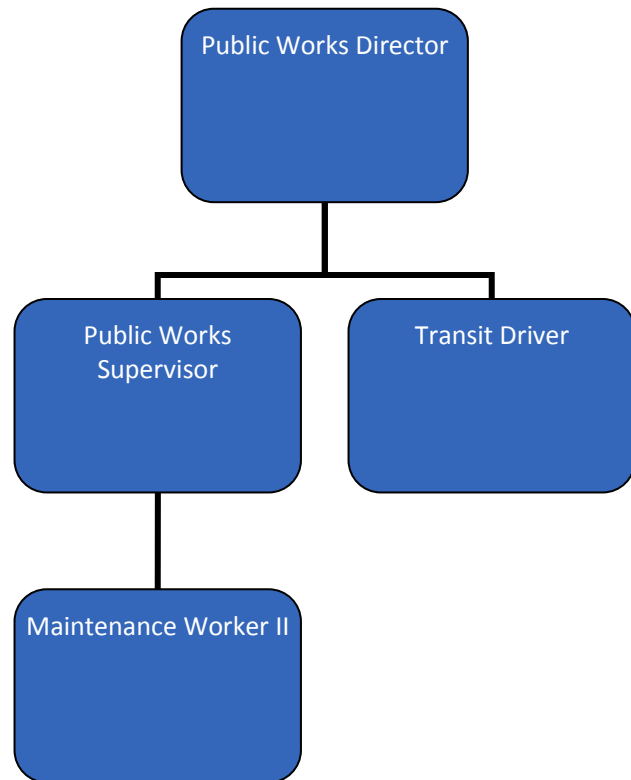 Public Works Director
Public Works
Supervisor
Transit Driver
Maintenance Worker II